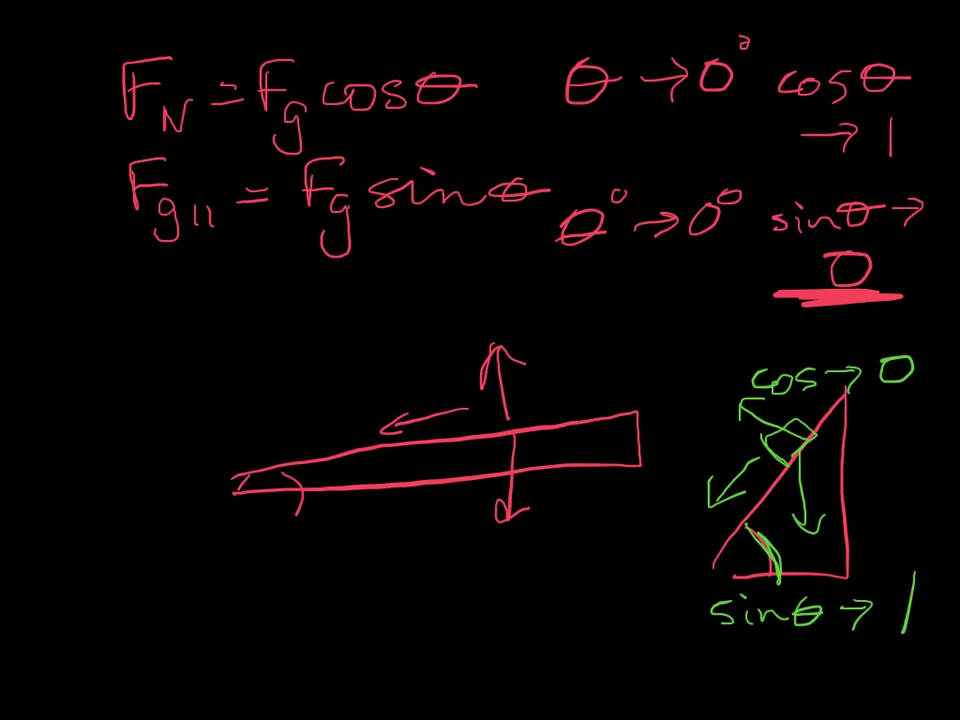 F_N = F_g cosθ θ → 0° cosθ → 1
F_g|| = F_g sinθ θ° → 0° sinθ → 0
cos → 0
sinθ → 1